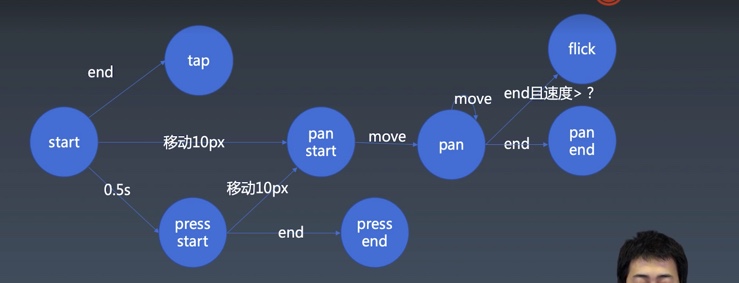 flick
tap
end
end且速度>？
move
start
移动10px
pan
start
move
pan
end
pan
end
0.5s
移动10px
press
start
end
press
end